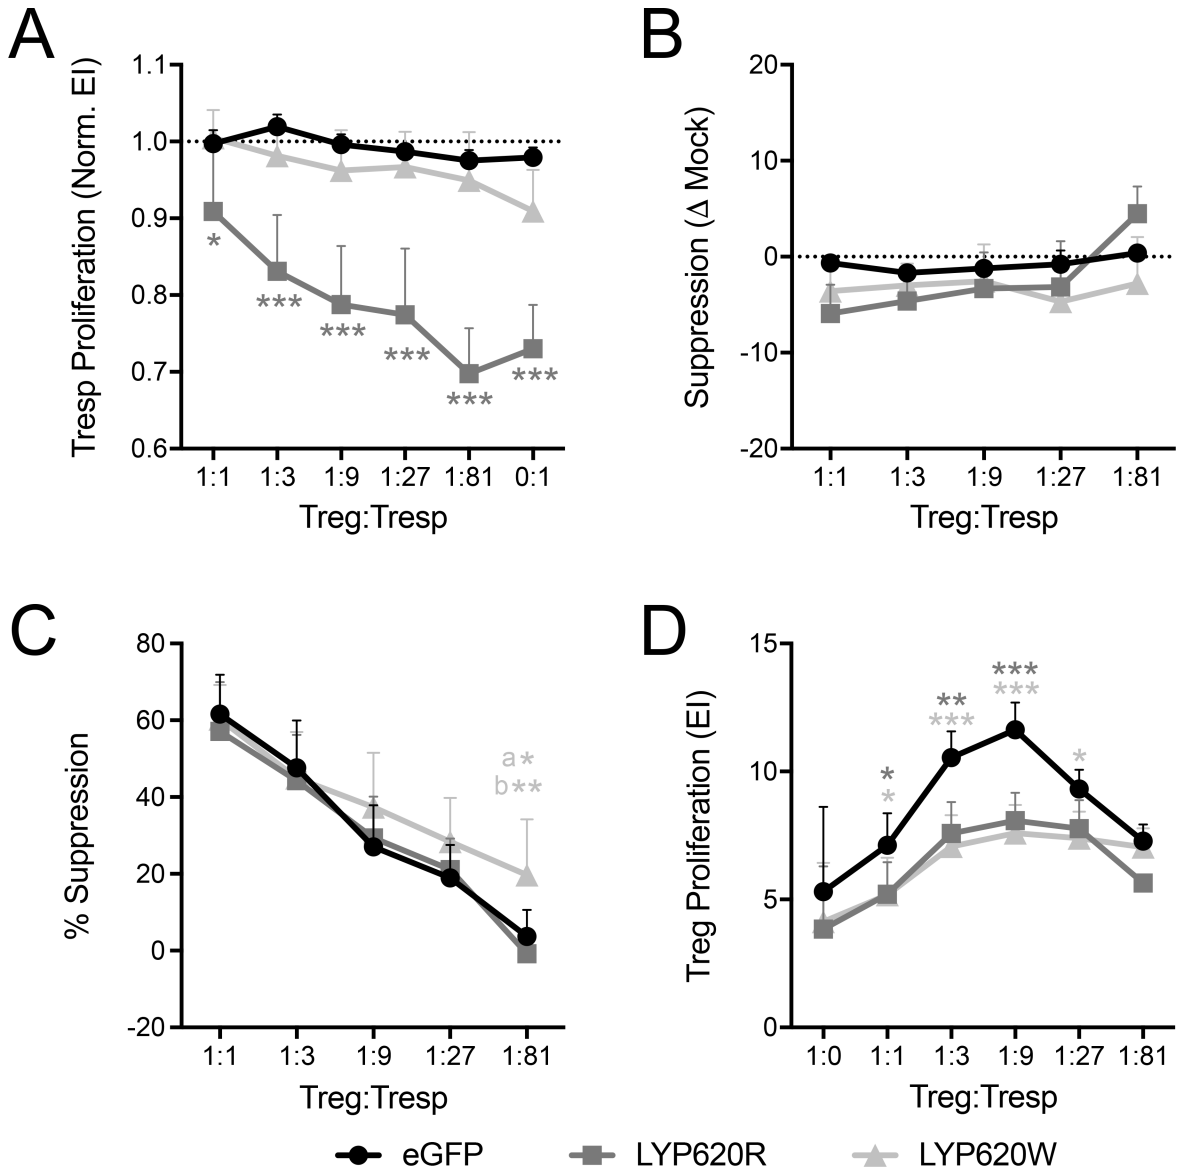 A
Tresp Proliferation (Norm. EI)
1.1
1.0
0.9
0.8
0.7
0.6
*
***
***
***
***
***
1:1 1:3 1:9 1:27 1:81 0:1
Treg:Tresp
B
Suppression (Δ Mock)
20
10
0
-10
-20
1:1 1:3 1:9 1:27 1:81
Treg:Tresp
C
% Suppression
80
60
40
20
0
-20
a*
b**
1:1 1:3 1:9 1:27 1:81
Treg:Tresp
D
Treg Proliferation (EI)
15
10
5
0
*
*
**
***
***
***
*
1:0 1:1 1:3 1:9 1:27 1:81
Treg:Tresp
eGFP LYP620R LYP620W